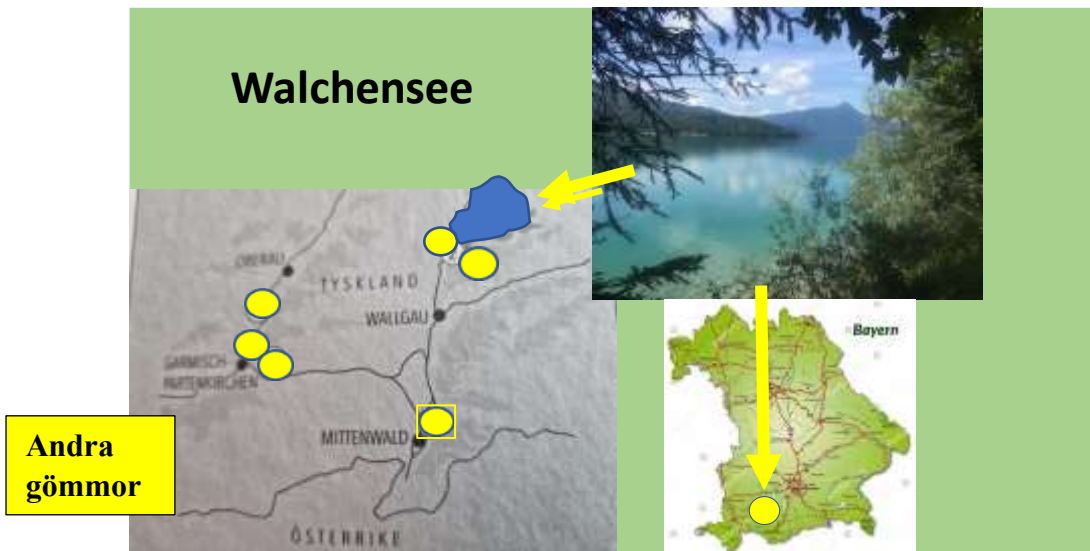 Walchensee
OBERAU
TYSKLAND
WALLGAU
GARMISCH-
PARTENKIRCHEN
MITTENWALD
ÖSTERRIKE
Andra
gömmor
Bayern